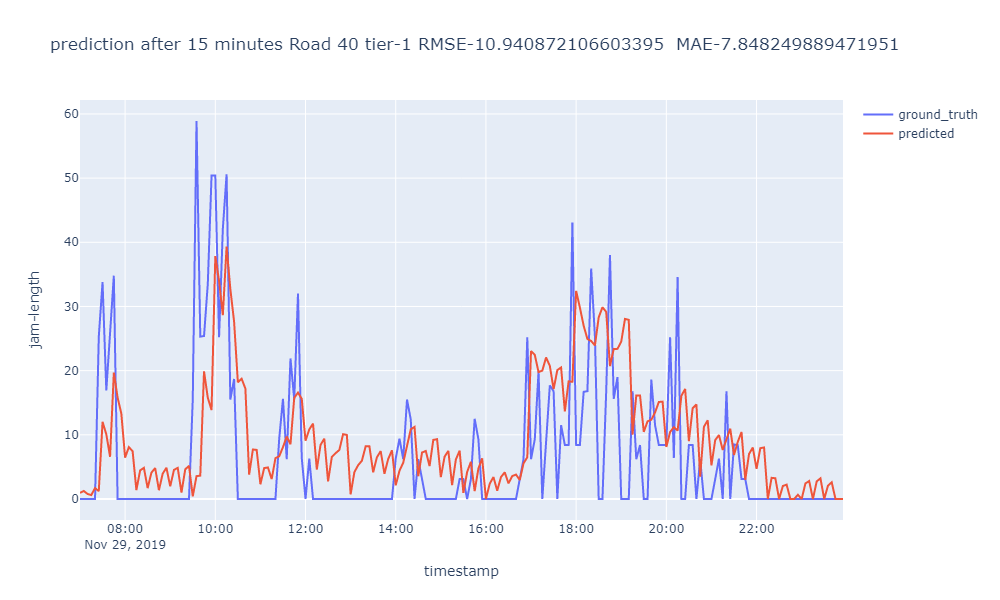 prediction after 15 minutes Road 40 tier-1 RMSE-10.940872106603395  MAE-7.848249889471951
ground_truth
predicted
60
50
40
30
20
10
0
jam-length
08:00 10:00 12:00 14:00 16:00 18:00 20:00 22:00
Nov 29, 2019
timestamp